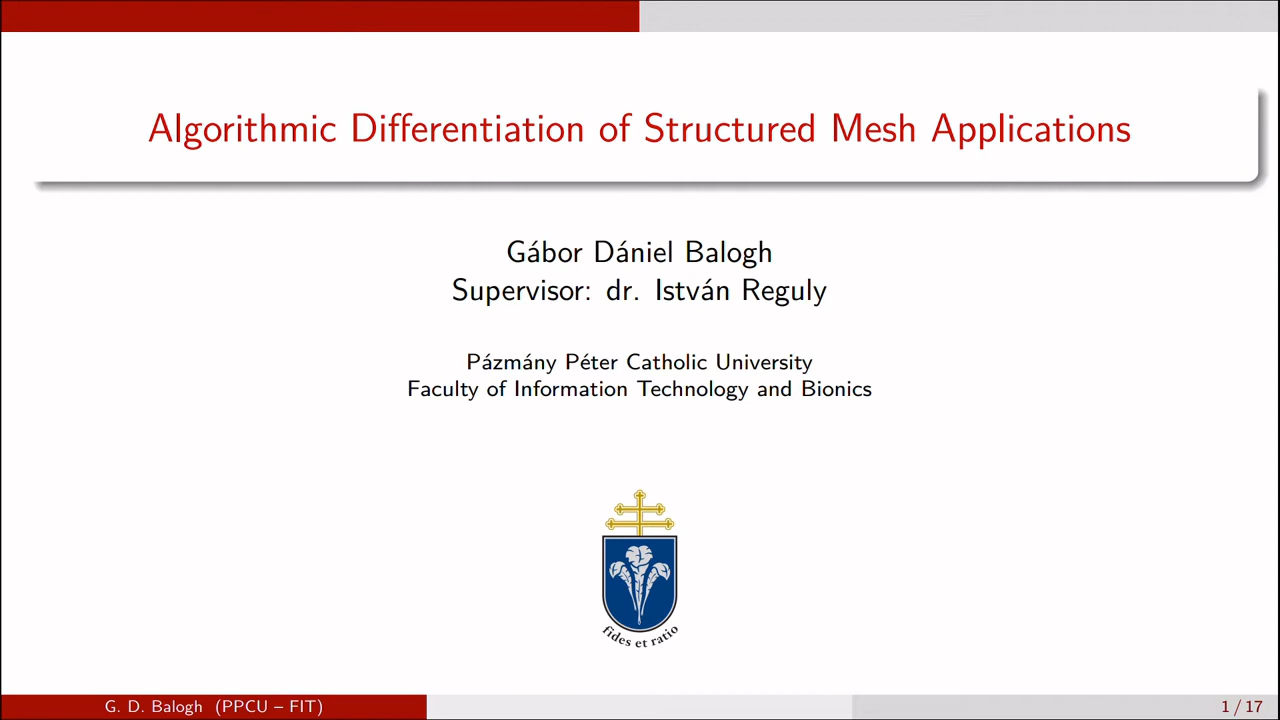 Algorithmic Differentiation of Structured Mesh Applications
Gábor Dániel Balogh
Supervisor: dr. István Reguly
Pázmány Péter Catholic University
Faculty of Information Technology and Bionics
fides et ratio
G. D. Balogh (PPCU – FIT)
1 / 17